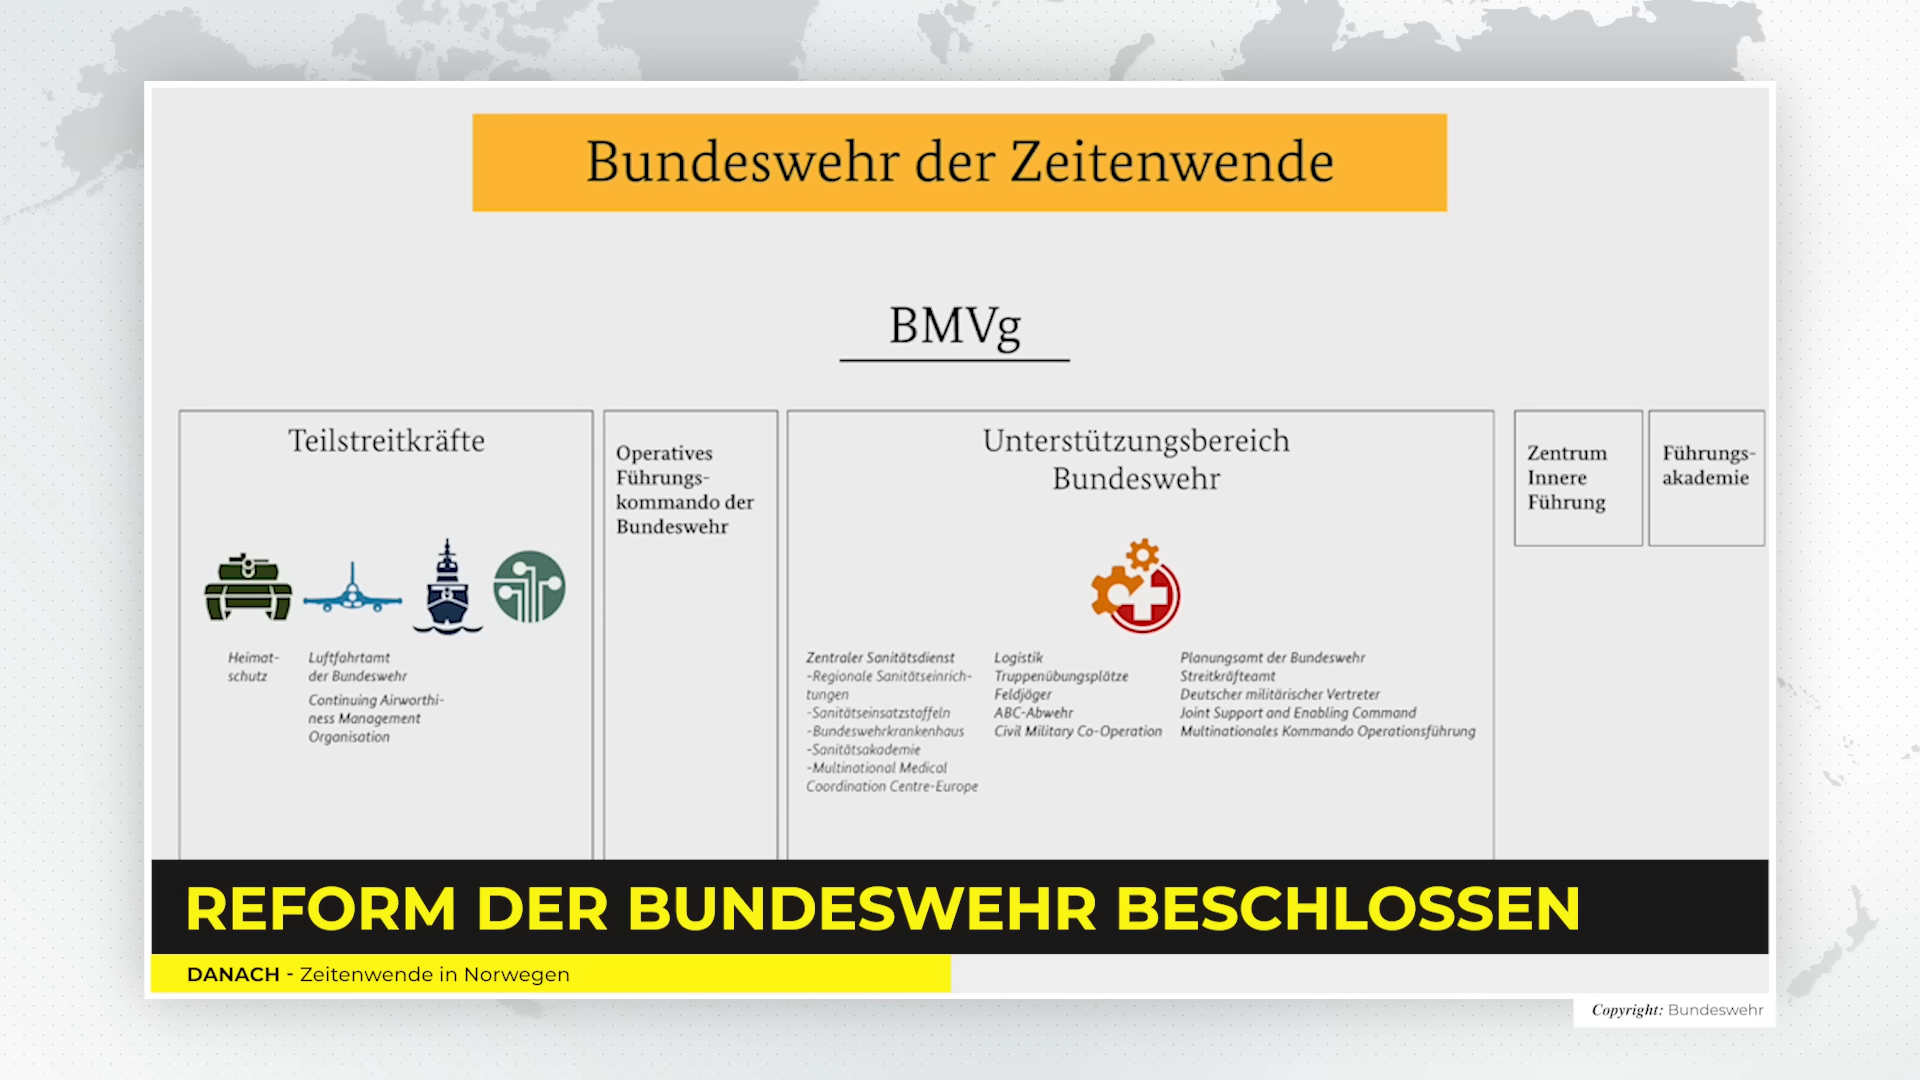 Bundeswehr der Zeitenwende
BMVg
Teilstreitkräfte
Heimat-
schutz
Luftfahrtamt
der Bundeswehr
Continuing Airworthi-
ness Management
Organisation
Operatives
Führungs-
kommando der
Bundeswehr
Unterstützungsbereich
Bundeswehr
Zentraler Sanitätsdienst
-Regionale Sanitätseinrich-
tungen
-Sanitätseinsatzstaffeln
-Bundeswehrkrankenhaus
-Sanitätsakademie
-Multinational Medical
Coordination Centre-Europe
Logistik
Truppenübungsplätze
Feldjäger
ABC-Abwehr
Civil Military Co-Operation
Planungsamt der Bundeswehr
Streitkräfteamt
Deutscher militärischer Vertreter
Joint Support and Enabling Command
Multinationales Kommando Operationsführung
Zentrum
Innere
Führung
Führungs-
akademie
REFORM DER BUNDESWEHR BESCHLOSSEN
DANACH - Zeitenwende in Norwegen
Copyright: Bundeswehr